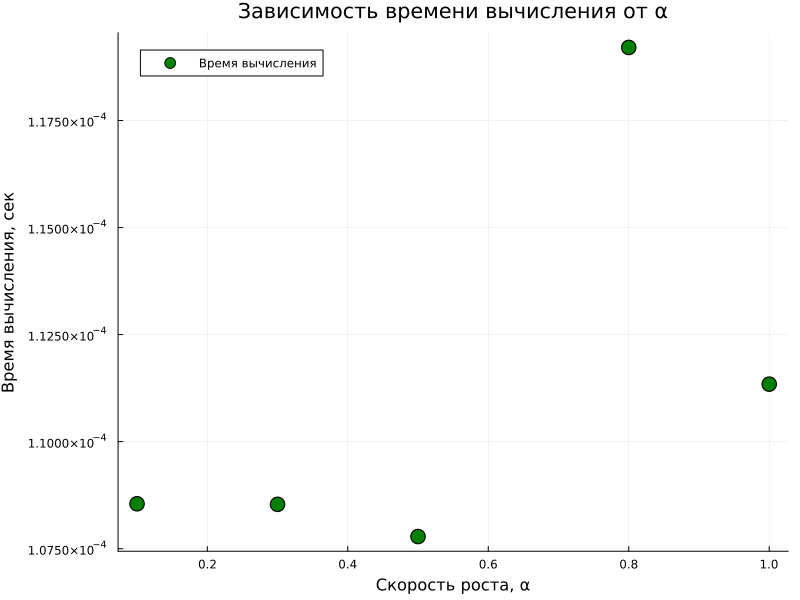 Зависимость времени вычисления от α
Время вычисления
1.1750×10⁻⁴
1.1500×10⁻⁴
1.1250×10⁻⁴
1.1000×10⁻⁴
1.0750×10⁻⁴
Время вычисления, сек
0.2 0.4 0.6 0.8 1.0
Скорость роста, α